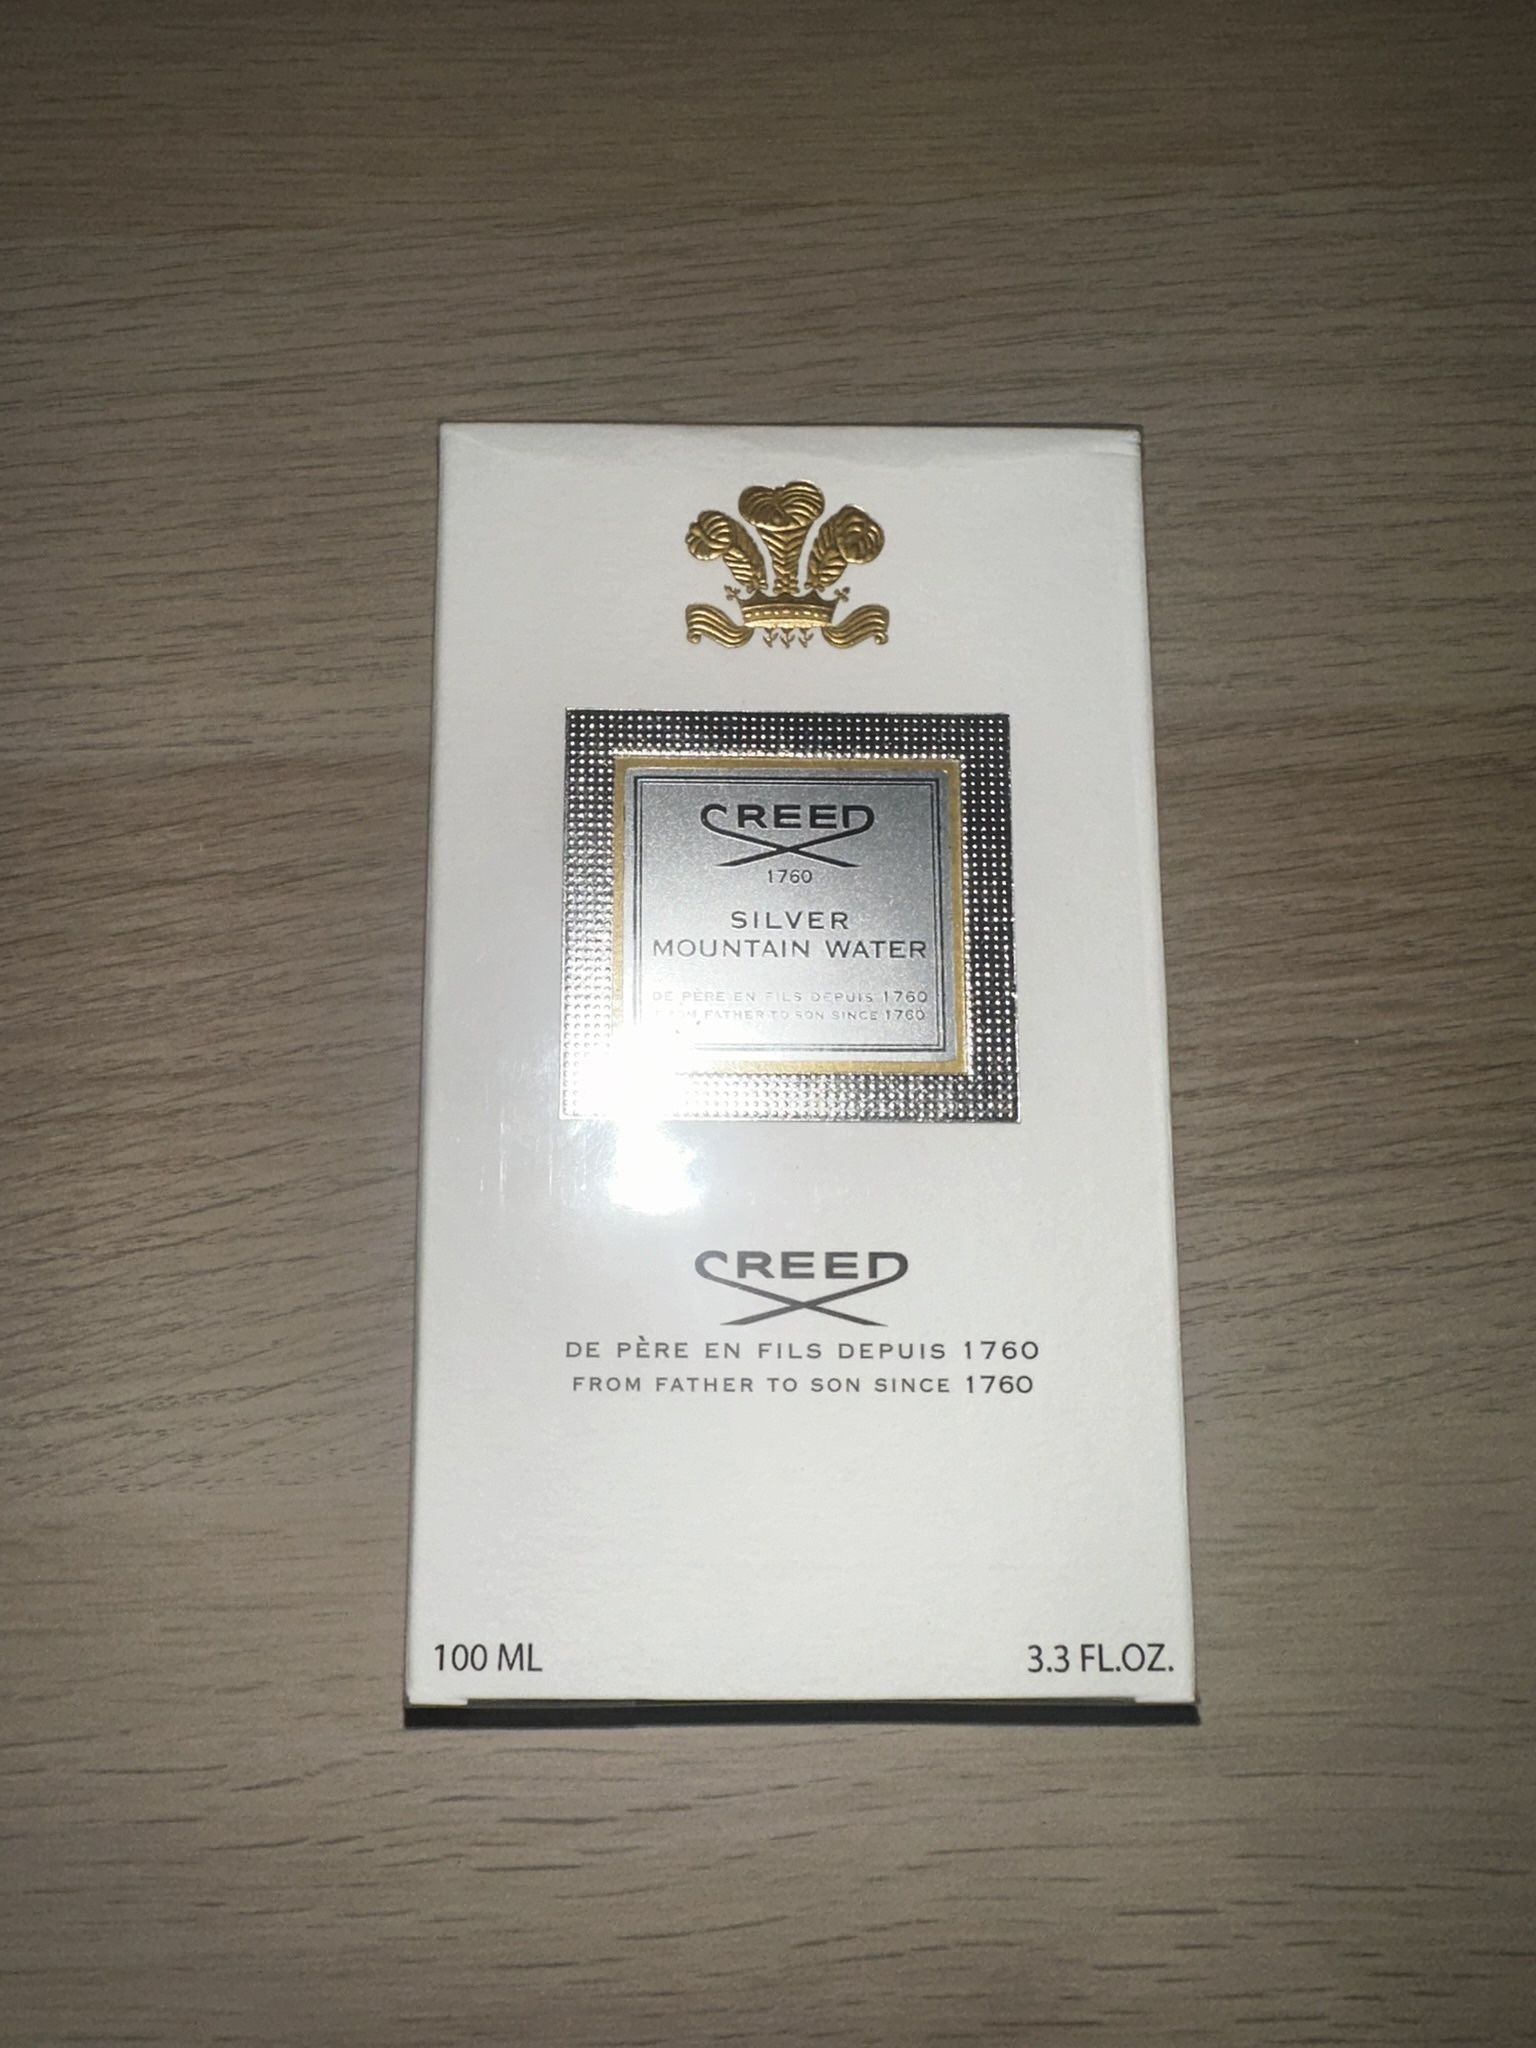 CREED
1760
SILVER
MOUNTAIN WATER
DE PÈRE EN FILS DEPUIS 1760
FROM FATHER TO SON SINCE 1760
CREED
DE PÈRE EN FILS DEPUIS 1760
FROM FATHER TO SON SINCE 1760
100 ML
3.3 FL.OZ.